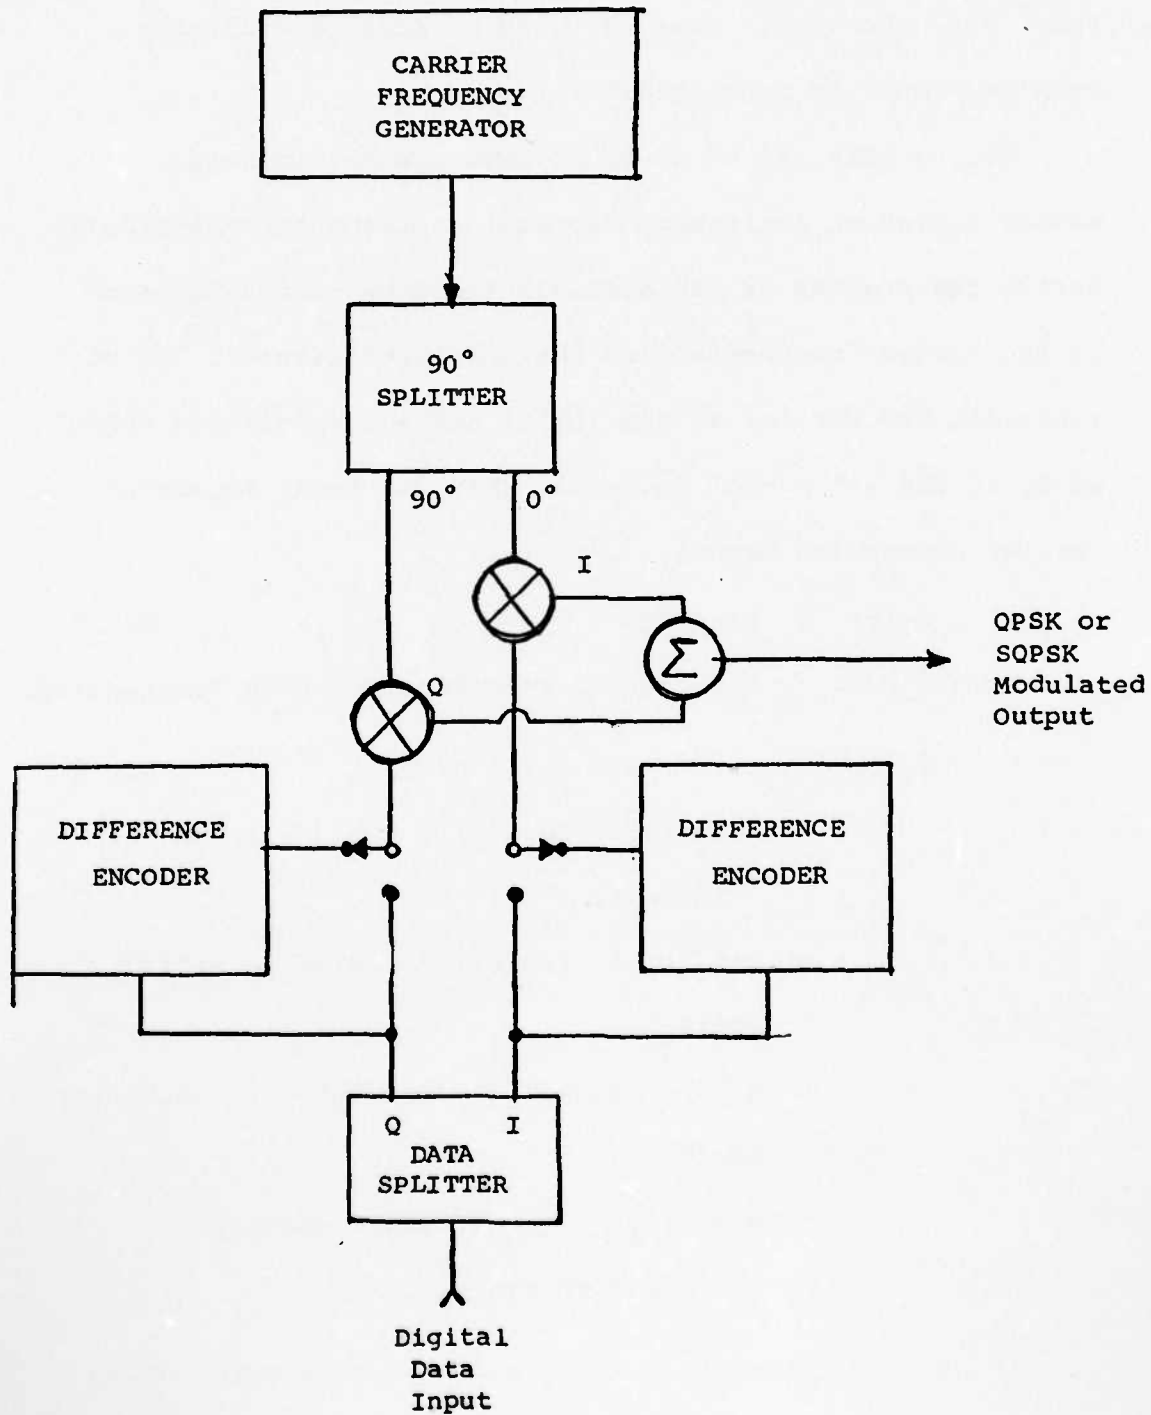 CARRIER
FREQUENCY
GENERATOR
90°
SPLITTER
90°
0°
I
Σ
QPSK or
SQPSK
Modulated
Output
Q
DIFFERENCE
ENCODER
DIFFERENCE
ENCODER
Q
I
DATA
SPLITTER
Digital
Data
Input